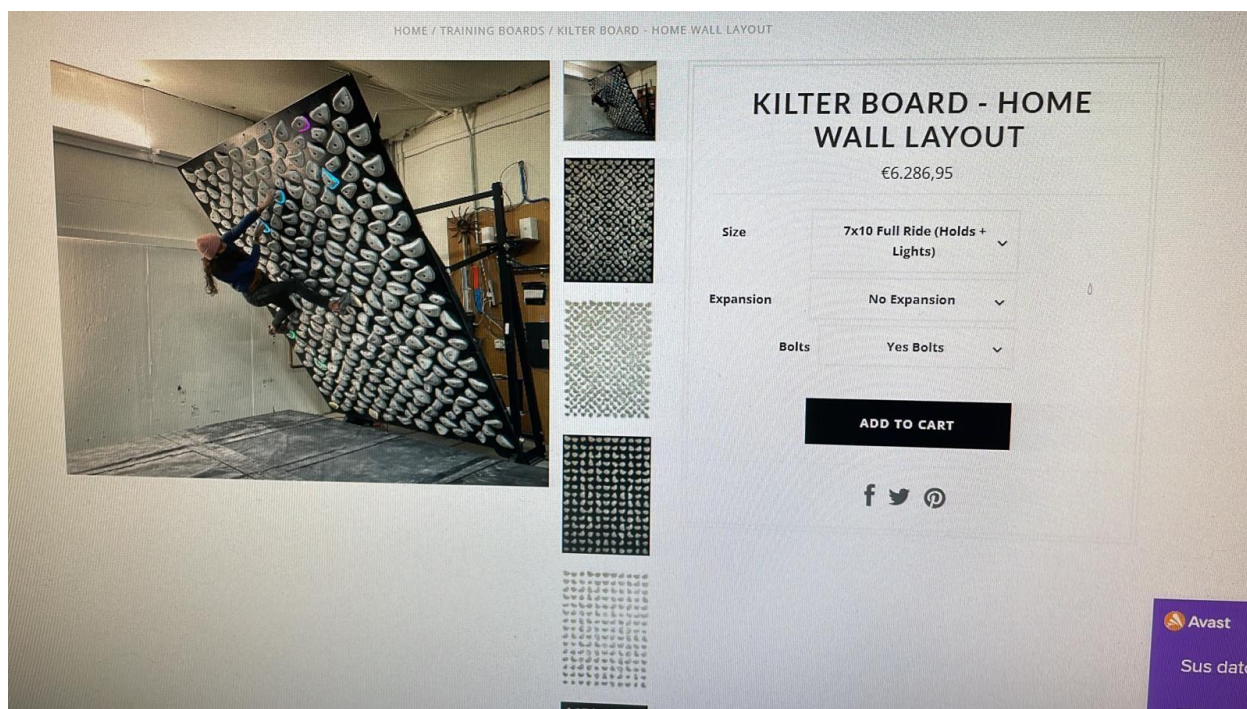 HOME / TRAINING BOARDS / KILTER BOARD - HOME WALL LAYOUT
KILTER BOARD - HOME
WALL LAYOUT
€6.286,95
Size
7x10 Full Ride (Holds +
Lights)
Expansion
No Expansion
Bolts
Yes Bolts
ADD TO CART
Avast
Sus dat